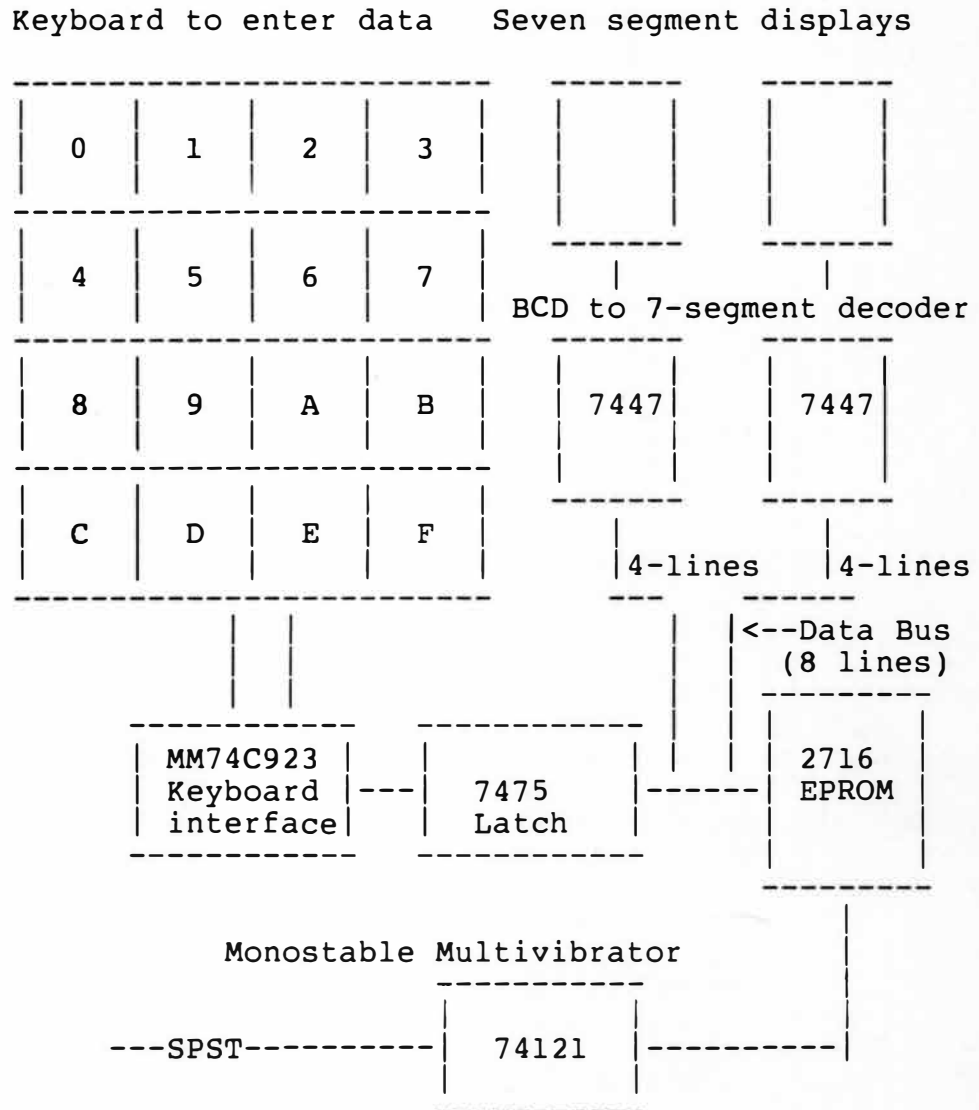 Keyboard to enter data Seven segment displays
0 1 2 3
4 5 6 7
BCD to 7-segment decoder
8 9 A B 7447 7447
C D E F
4-lines 4-lines
<--Data Bus
(8 lines)
MM74C923 2716
Keyboard 7475 EPROM
interface Latch
Monostable Multivibrator
---SPST---------- 74121